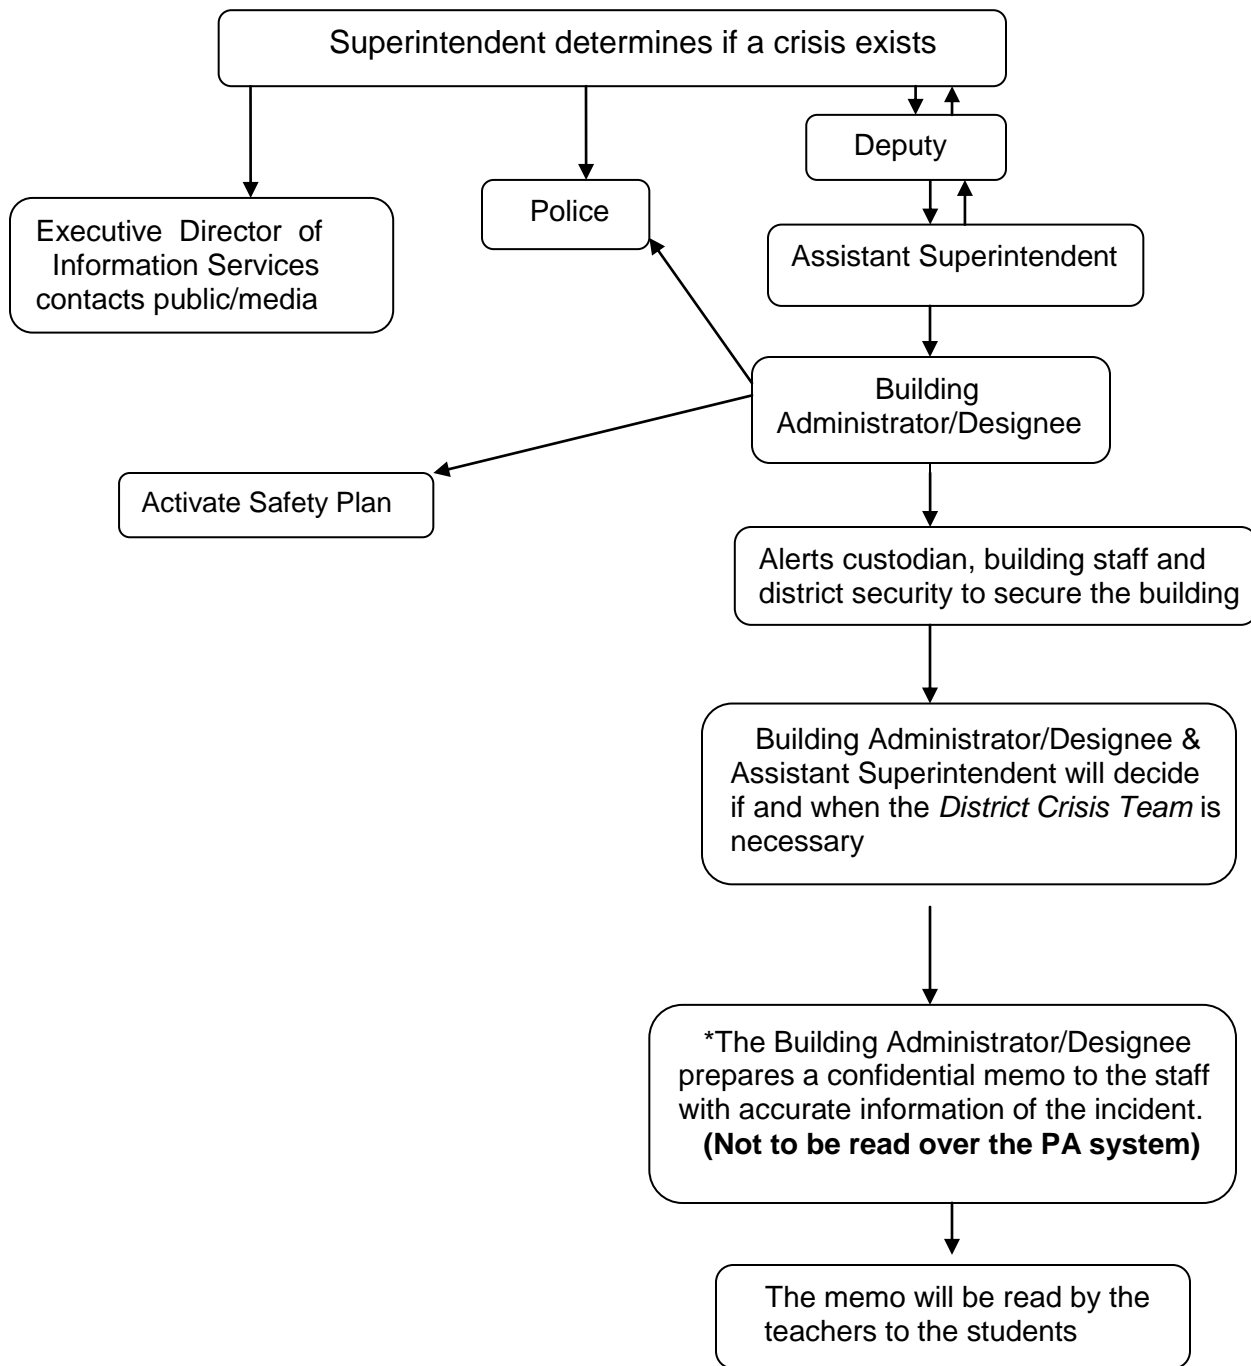 Superintendent determines if a crisis exists
Deputy
Police
Executive Director of
Information Services
contacts public/media
Assistant Superintendent
Building
Administrator/Designee
Activate Safety Plan
Alerts custodian, building staff and
district security to secure the building
Building Administrator/Designee &
Assistant Superintendent will decide
if and when the District Crisis Team is
necessary
*The Building Administrator/Designee
prepares a confidential memo to the staff
with accurate information of the incident.
(Not to be read over the PA system)
The memo will be read by the
teachers to the students